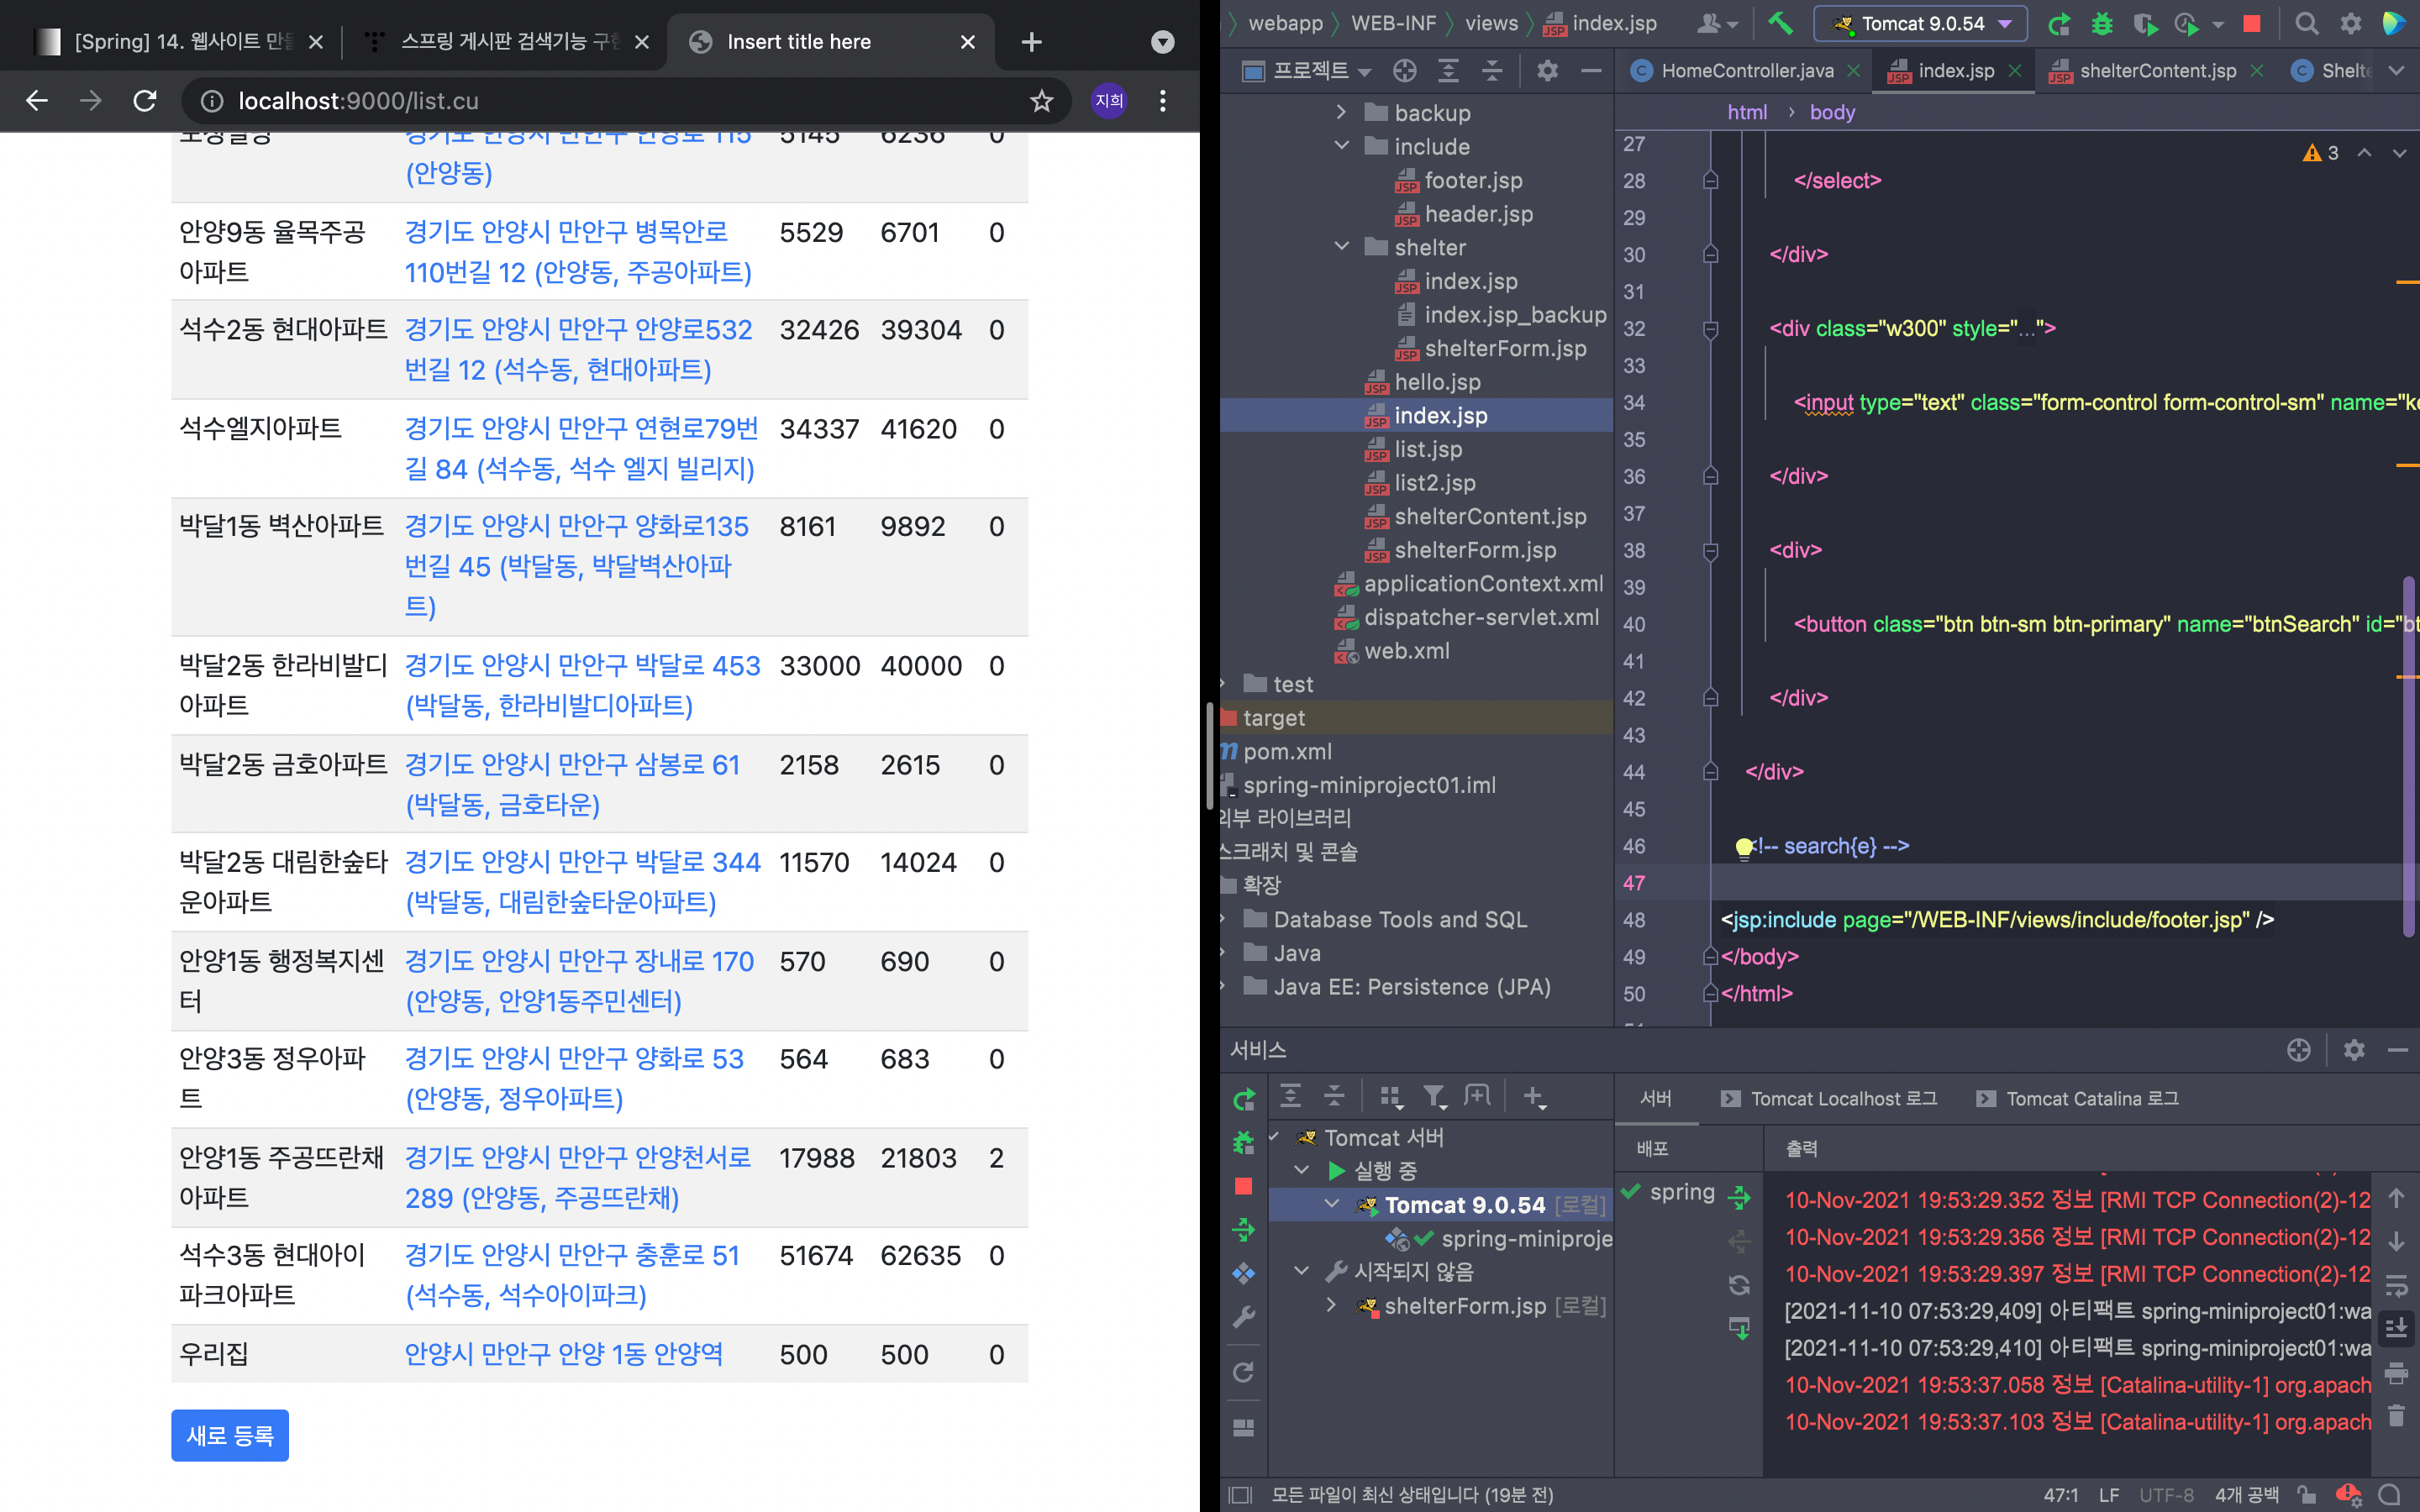 [Spring] 14. 웹사이트 만들
스프링 게시판 검색기능 구현
Insert title here
localhost:9000/list.cu
지희
경기도 안양시 만안구 안양로 115 5145 6236 0
(안양동)
안양9동 율목주공 경기도 안양시 만안구 병목안로 5529 6701 0
아파트 110번길 12 (안양동, 주공아파트)
석수2동 현대아파트 경기도 안양시 만안구 안양로532 32426 39304 0
번길 12 (석수동, 현대아파트)
석수엘지아파트 경기도 안양시 만안구 연현로79번 34337 41620 0
길 84 (석수동, 석수 엘지 빌리지)
박달1동 벽산아파트 경기도 안양시 만안구 양화로135 8161 9892 0
번길 45 (박달동, 박달벽산아파
트)
박달2동 한라비발디 경기도 안양시 만안구 박달로 453 33000 40000 0
아파트 (박달동, 한라비발디아파트)
박달2동 금호아파트 경기도 안양시 만안구 삼봉로 61 2158 2615 0
(박달동, 금호타운)
박달2동 대림한숲타 경기도 안양시 만안구 박달로 344 11570 14024 0
운아파트 (박달동, 대림한숲타운아파트)
안양1동 행정복지센 경기도 안양시 만안구 장내로 170 570 690 0
터 (안양동, 안양1동주민센터)
안양3동 정우아파 경기도 안양시 만안구 양화로 53 564 683 0
트 (안양동, 정우아파트)
안양1동 주공뜨란채 경기도 안양시 만안구 안양천서로 17988 21803 2
아파트 289 (안양동, 주공뜨란채)
석수3동 현대아이 경기도 안양시 만안구 충훈로 51 51674 62635 0
파크아파트 (석수동, 석수아이파크)
우리집 안양시 만안구 안양 1동 안양역 500 500 0
새로 등록
webapp WEB-INF views index.jsp
Tomcat 9.0.54
프로젝트
HomeController.java index.jsp shelterContent.jsp Shelte
html › body
backup
include
footer.jsp
header.jsp
shelter
index.jsp
index.jsp_backup
shelterForm.jsp
hello.jsp
index.jsp
list.jsp
list2.jsp
shelterContent.jsp
shelterForm.jsp
applicationContext.xml
dispatcher-servlet.xml
web.xml
test
target
pom.xml
spring-miniproject01.iml
외부 라이브러리
스크래치 및 콘솔
확장
Database Tools and SQL
Java
Java EE: Persistence (JPA)
3
27
28 </select>
29
30 </div>
31
32 <div class="w300" style="...">
33
34 <input type="text" class="form-control form-control-sm" name="ke
35
36 </div>
37
38 <div>
39
40 <button class="btn btn-sm btn-primary" name="btnSearch" id="bt
41
42 </div>
43
44 </div>
45
46 <!-- search{e} -->
47
48 <jsp:include page="/WEB-INF/views/include/footer.jsp" />
49 </body>
50 </html>
서비스
Tomcat 서버
실행 중
Tomcat 9.0.54 [로컬]
spring-miniproje
시작되지 않음
shelterForm.jsp [로컬]
서버 Tomcat Localhost 로그 Tomcat Catalina 로그
배포 출력
spring
10-Nov-2021 19:53:29.352 정보 [RMI TCP Connection(2)-12
10-Nov-2021 19:53:29.356 정보 [RMI TCP Connection(2)-12
10-Nov-2021 19:53:29.397 정보 [RMI TCP Connection(2)-12
[2021-11-10 07:53:29,409] 아티팩트 spring-miniproject01:wa
[2021-11-10 07:53:29,410] 아티팩트 spring-miniproject01:wa
10-Nov-2021 19:53:37.058 정보 [Catalina-utility-1] org.apach
10-Nov-2021 19:53:37.103 정보 [Catalina-utility-1] org.apach
모든 파일이 최신 상태입니다 (19분 전)
47:1 LF UTF-8 4개 공백